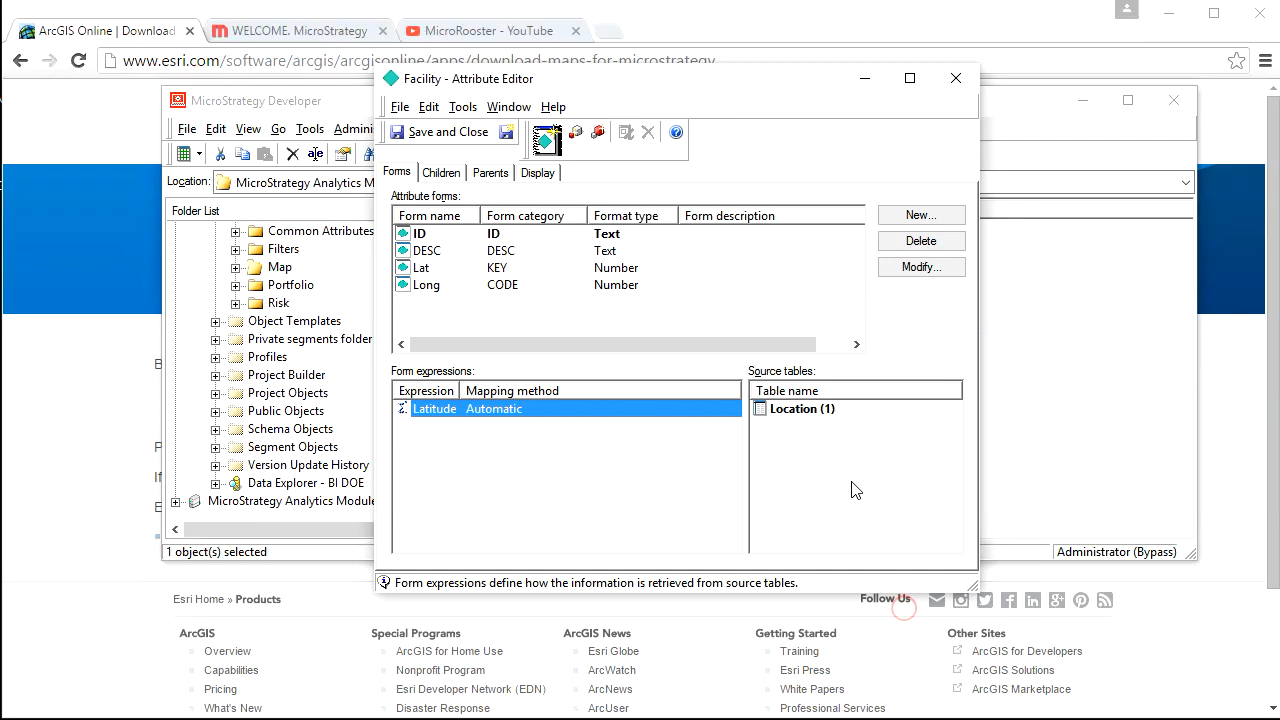 ArcGIS Online | Download
WELCOME. MicroStrategy
MicroRooster - YouTube
www.esri.com/software/arcgis/arcgisonline/apps/download-maps-for-microstrategy
Facility - Attribute Editor
MicroStrategy Developer
File Edit Tools Window Help
File Edit View Go Tools Admini
Save and Close
Forms Children Parents Display
Location: MicroStrategy Analytics M
Attribute forms:
Folder List
Form name Form category Format type Form description
New...
ID ID Text
Common Attributes
Delete
DESC DESC Text
Filters
Modify...
Lat KEY Number
Map
Long CODE Number
Portfolio
Risk
Object Templates
Private segments folder
Profiles
Form expressions:
Source tables:
Project Builder
Expression Mapping method
Table name
Project Objects
Latitude Automatic
Location (1)
Public Objects
Schema Objects
Segment Objects
Version Update History
Data Explorer - BI DOE
MicroStrategy Analytics Module
1 object(s) selected
Administrator (Bypass)
Form expressions define how the information is retrieved from source tables.
Esri Home » Products
Follow Us
ArcGIS
Special Programs
ArcGIS News
Getting Started
Other Sites
Overview
ArcGIS for Home Use
Esri Globe
Training
ArcGIS for Developers
Capabilities
Nonprofit Program
ArcWatch
Esri Press
ArcGIS Solutions
Pricing
Esri Developer Network (EDN)
ArcNews
White Papers
ArcGIS Marketplace
What's New
Disaster Response
ArcUser
Professional Services